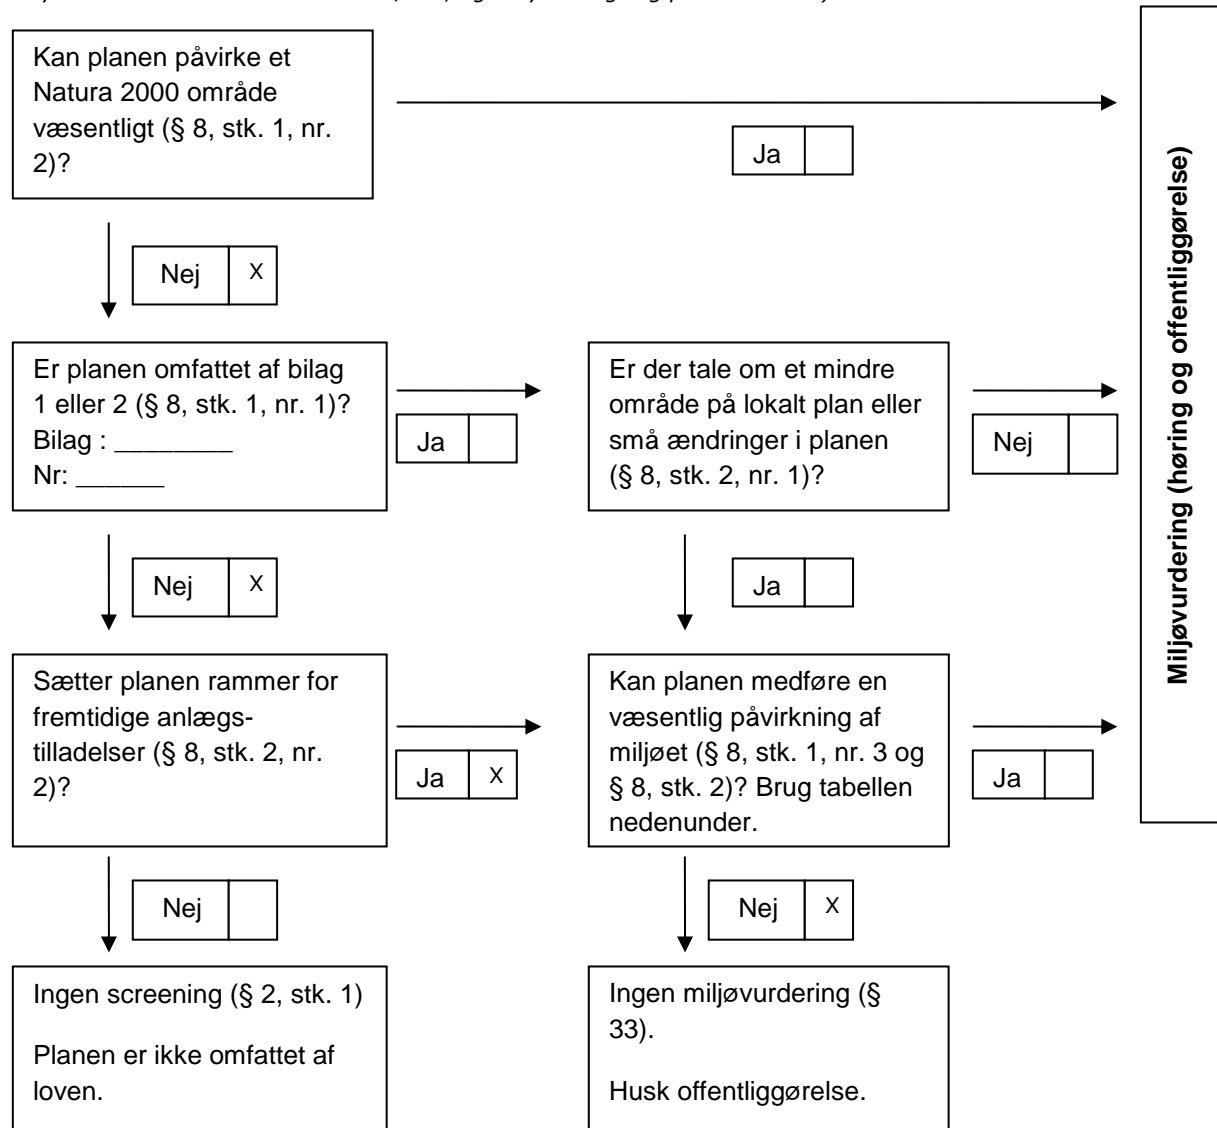 Kan planen påvirke et
Natura 2000 område
væsentligt (§ 8, stk. 1, nr.
2)?
Ja
Nej X
Er planen omfattet af bilag
1 eller 2 (§ 8, stk. 1, nr. 1)?
Bilag : ________
Nr: ______
Ja
Er der tale om et mindre
område på lokalt plan eller
små ændringer i planen
(§ 8, stk. 2, nr. 1)?
Nej
Nej X
Ja
Sætter planen rammer for
fremtidige anlægs-
tilladelser (§ 8, stk. 2, nr.
2)?
Ja X
Kan planen medføre en
væsentlig påvirkning af
miljøet (§ 8, stk. 1, nr. 3 og
§ 8, stk. 2)? Brug tabellen
nedenunder.
Ja
Nej
Nej X
Ingen screening (§ 2, stk. 1)
Planen er ikke omfattet af
loven.
Ingen miljøvurdering (§
33).
Husk offentliggørelse.
Miljøvurdering (høring og offentliggørelse)